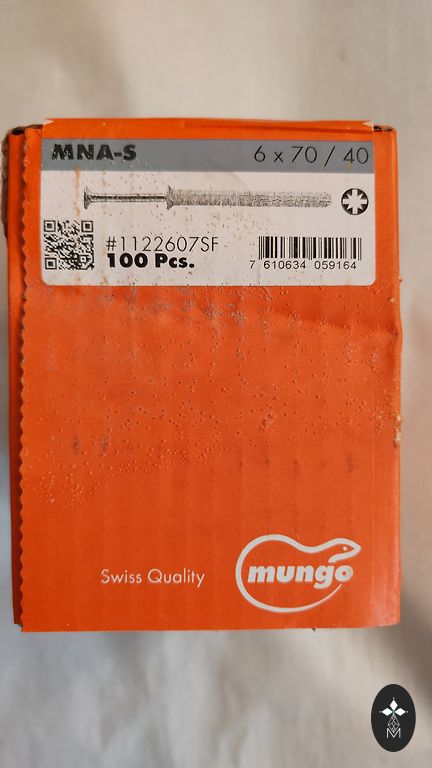 MNA-S 6 x 70 / 40
#1122607SF
100 Pcs.
7 610634 059164
Swiss Quality
mungo
M